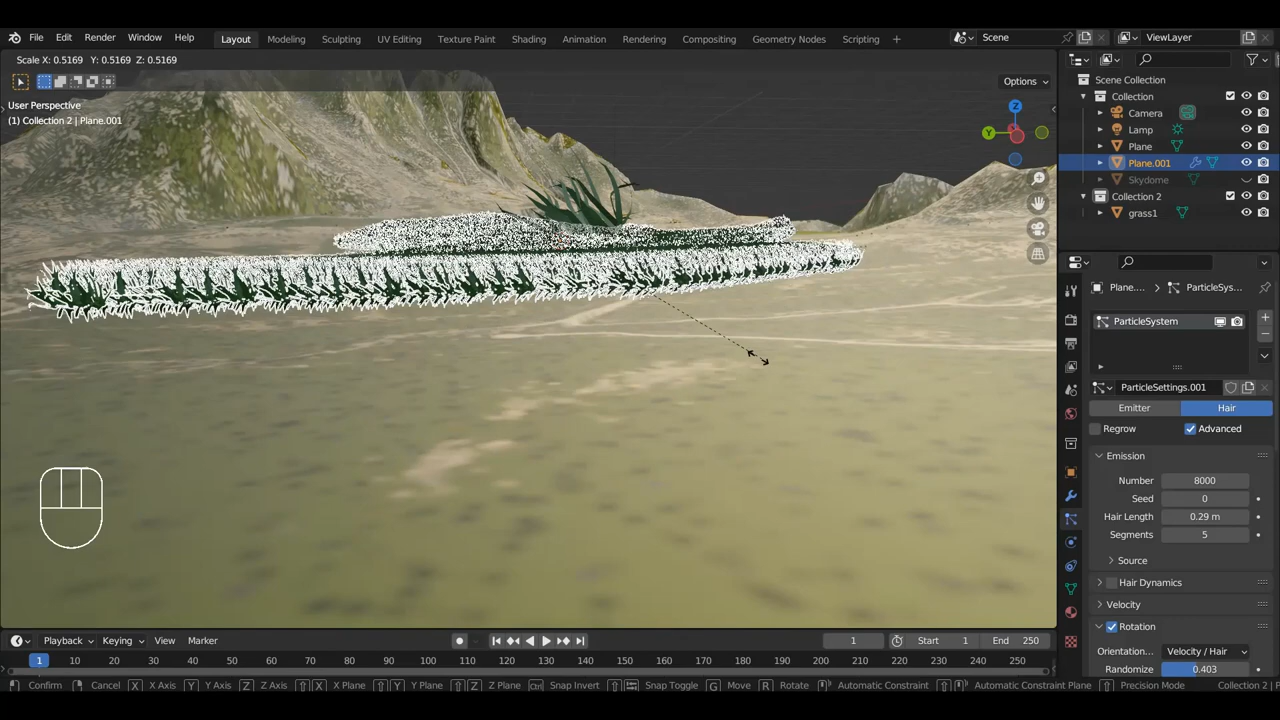 File Edit Render Window Help Layout Modeling Sculpting UV Editing Texture Paint Shading Animation Rendering Compositing Geometry Nodes Scripting Scene ViewLayer
Scale X: 0.5169 Y: 0.5169 Z: 0.5169
Options
User Perspective
(1) Collection 2 | Plane.001
Z
Y
Scene Collection
Collection
Camera
Lamp
Plane
Plane.001
Skydome
Collection 2
grass1
Plane.... ParticleSys...
ParticleSystem
ParticleSettings.001
Emitter Hair
Regrow Advanced
Emission
Number 8000
Seed 0
Hair Length 0.29 m
Segments 5
Source
Hair Dynamics
Velocity
Rotation
Orientation... Velocity / Hair
Randomize 0.403
Playback Keying View Marker 1 Start 1 End 250
1 10 20 30 40 50 60 70 80 90 100 110 120 130 140 150 160 170 180 190 200 210 220 230 240 250
Confirm Cancel X X Axis Y Y Axis Z Z Axis X X Plane Y Y Plane Z Z Plane Ctrl Snap Invert Snap Toggle G Move R Rotate Automatic Constraint Automatic Constraint Plane Precision Mode Collection 2 | P